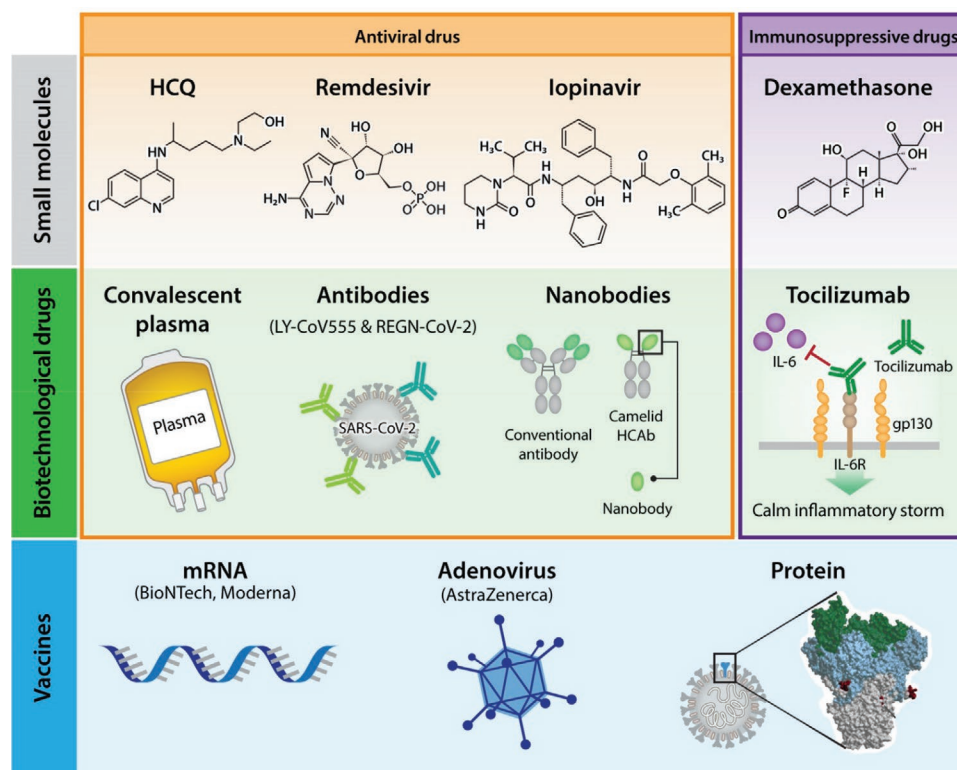 Antiviral drus
Immunosuppressive drugs
Small molecules
HCQ
Remdesivir
lopinavir
Dexamethasone
CH₃
HN
N
OH
CH₃
Cl
N
N
HO
OH
O
O
OH
P
O
OH
H₂N
N
N
N
H₃C
CH₃
O
H
N
CH₃
O
N
OH
N
H
O
H₃C
HN
O
OH
O
OH
HO
H
F
H
O
Biotechnological drugs
Convalescent
plasma
Plasma
Antibodies
(LY-CoV555 & REGN-CoV-2)
SARS-CoV-2
Nanobodies
Conventional
antibody
Camelid
HCAb
Nanobody
Tocilizumab
IL-6
Tocilizumab
gp130
IL-6R
Calm inflammatory storm
Vaccines
mRNA
(BioNTech, Moderna)
Adenovirus
(AstraZenerca)
Protein